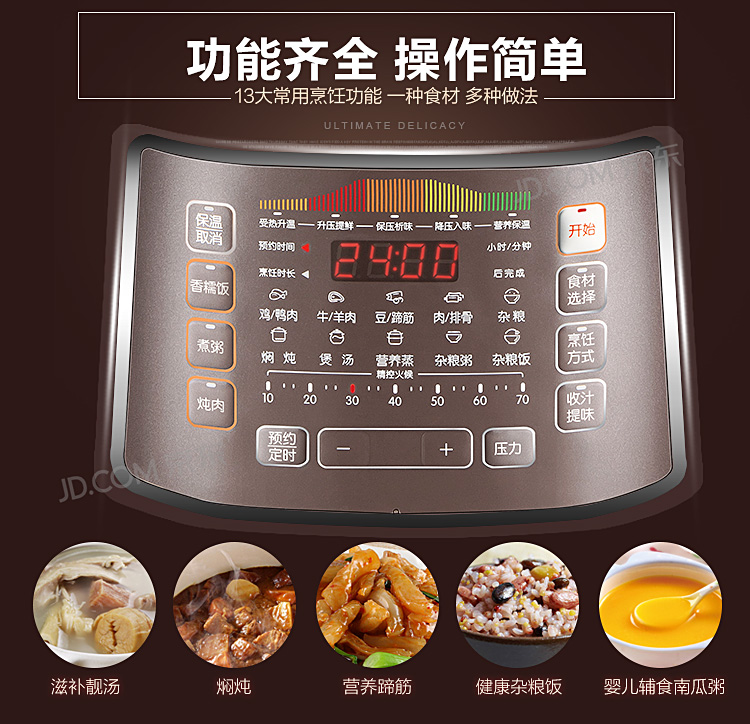 功能齐全 操作简单
13大常用烹饪功能 一种食材 多种做法
ULTIMATE DELICACY
JD.COM 京东
受热升温 升压提鲜 保压析味 降压入味 营养保温
保温
取消
预约时间
24:00
小时/分钟
开始
烹饪时长
后完成
香糯饭
食材
选择
鸡/鸭肉 牛/羊肉 豆/蹄筋 肉/排骨 杂粮
煮粥
烹饪
方式
焖炖 煲汤 营养蒸 杂粮粥 杂粮饭
精控火候
10 20 30 40 50 60 70
炖肉
收汁
提味
预约
定时
− +
压力
JD.COM
滋补靓汤 焖炖 营养蹄筋 健康杂粮饭 婴儿辅食南瓜粥